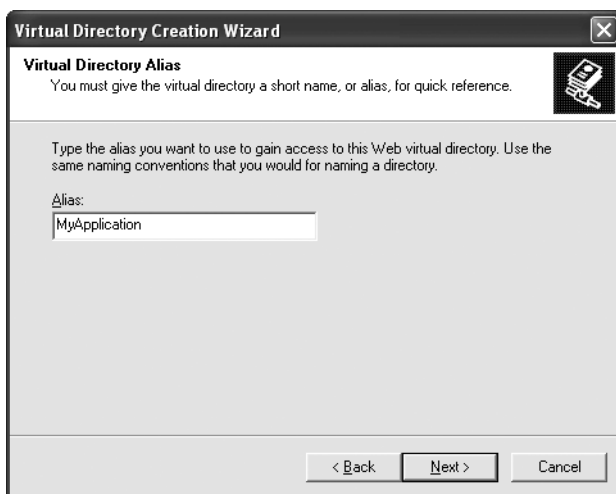 Virtual Directory Creation Wizard
Virtual Directory Alias
You must give the virtual directory a short name, or alias, for quick reference.
Type the alias you want to use to gain access to this Web virtual directory. Use the
same naming conventions that you would for naming a directory.
Alias:
MyApplication
< Back   Next >   Cancel